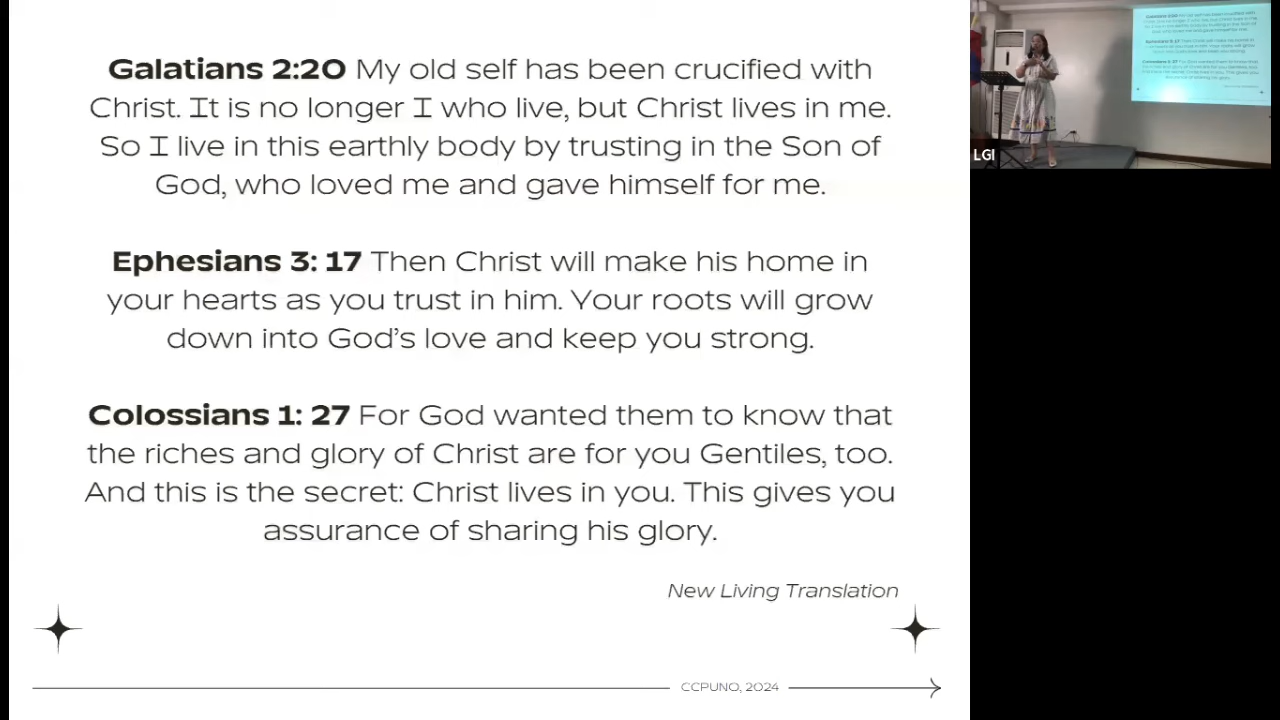 Galatians 2:20 My old self has been crucified with
Christ. It is no longer I who live, but Christ lives in me.
So I live in this earthly body by trusting in the Son of
God, who loved me and gave himself for me.
Ephesians 3: 17 Then Christ will make his home in
your hearts as you trust in him. Your roots will grow
down into God's love and keep you strong.
Colossians 1: 27 For God wanted them to know that
the riches and glory of Christ are for you Gentiles, too.
And this is the secret: Christ lives in you. This gives you
assurance of sharing his glory.
New Living Translation
CCPUNO, 2024
LGI